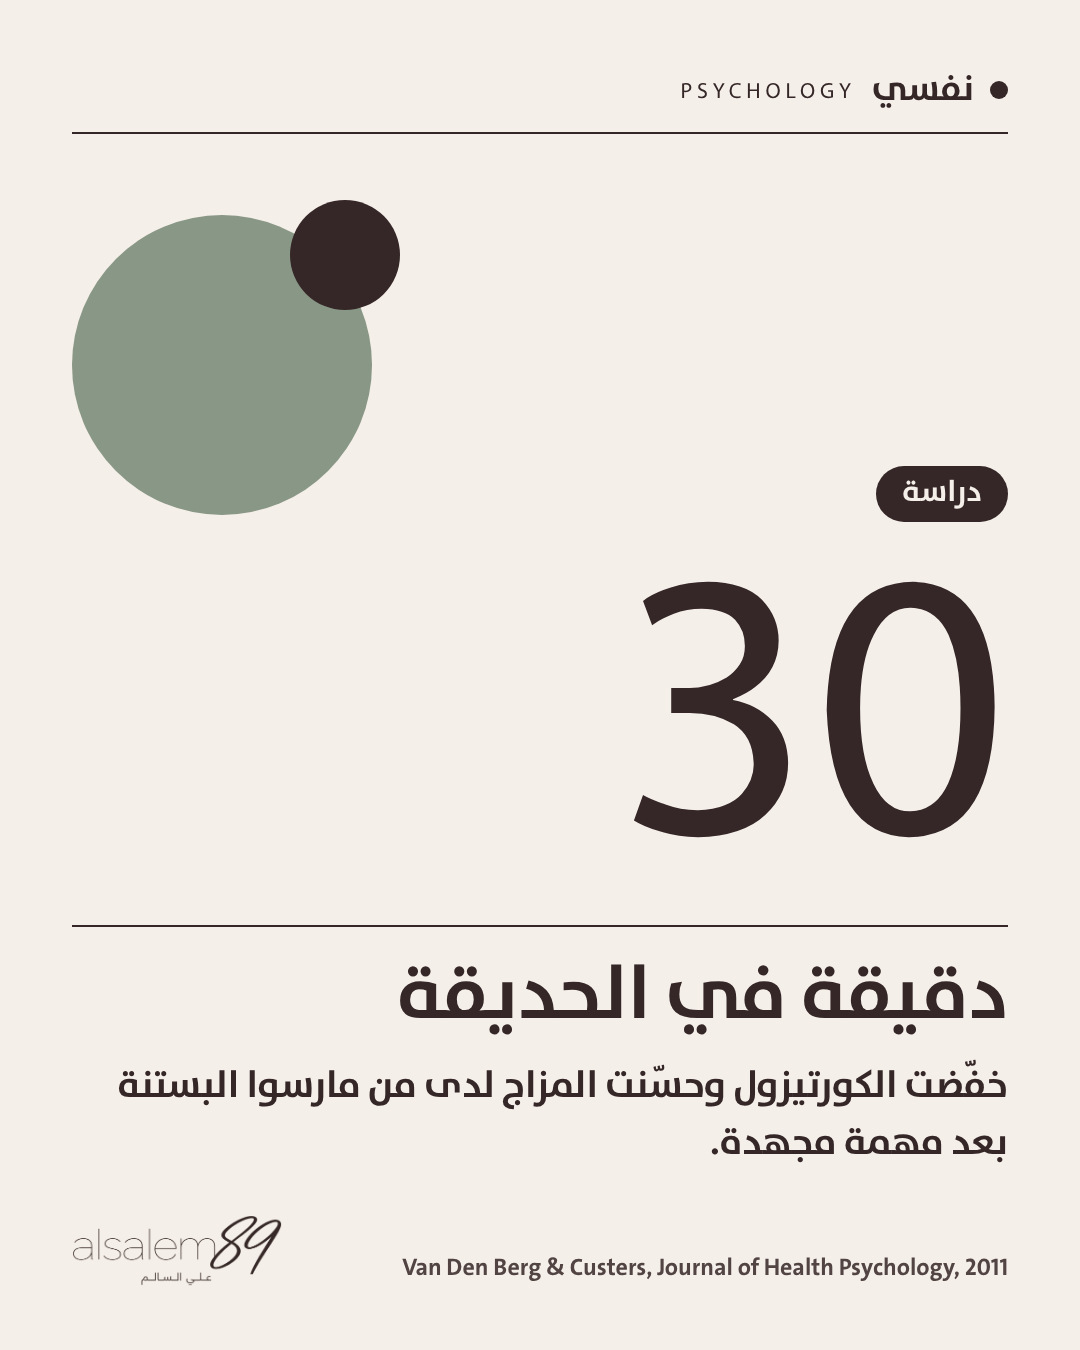 نفسي PSYCHOLOGY
دراسة
30
دقيقة في الحديقة
خفّضت الكورتيزول وحسّنت المزاج لدى من مارسوا البستنة
بعد مهمة مجهدة.
Van Den Berg & Custers, Journal of Health Psychology, 2011
alsalem89
علي السالم